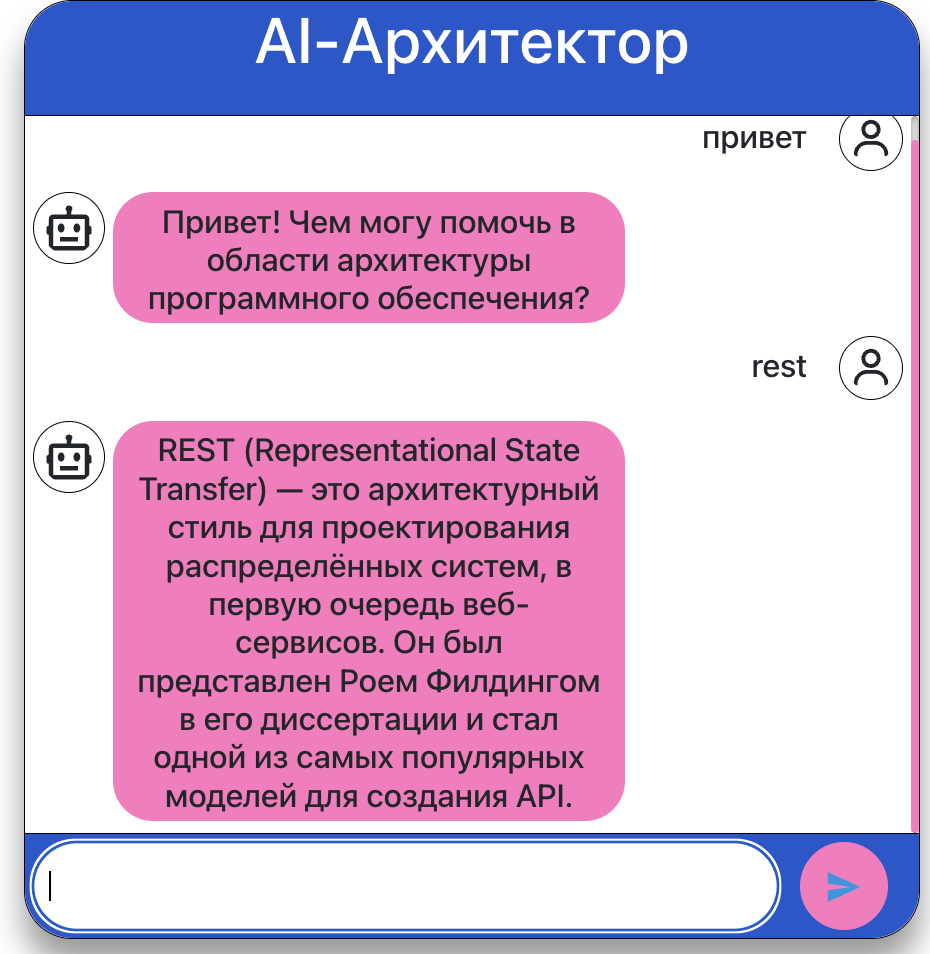 AI-Архитектор
привет
Привет! Чем могу помочь в
области архитектуры
программного обеспечения?
rest
REST (Representational State
Transfer) — это архитектурный
стиль для проектирования
распределённых систем, в
первую очередь веб-
сервисов. Он был
представлен Роем Филдингом
в его диссертации и стал
одной из самых популярных
моделей для создания API.